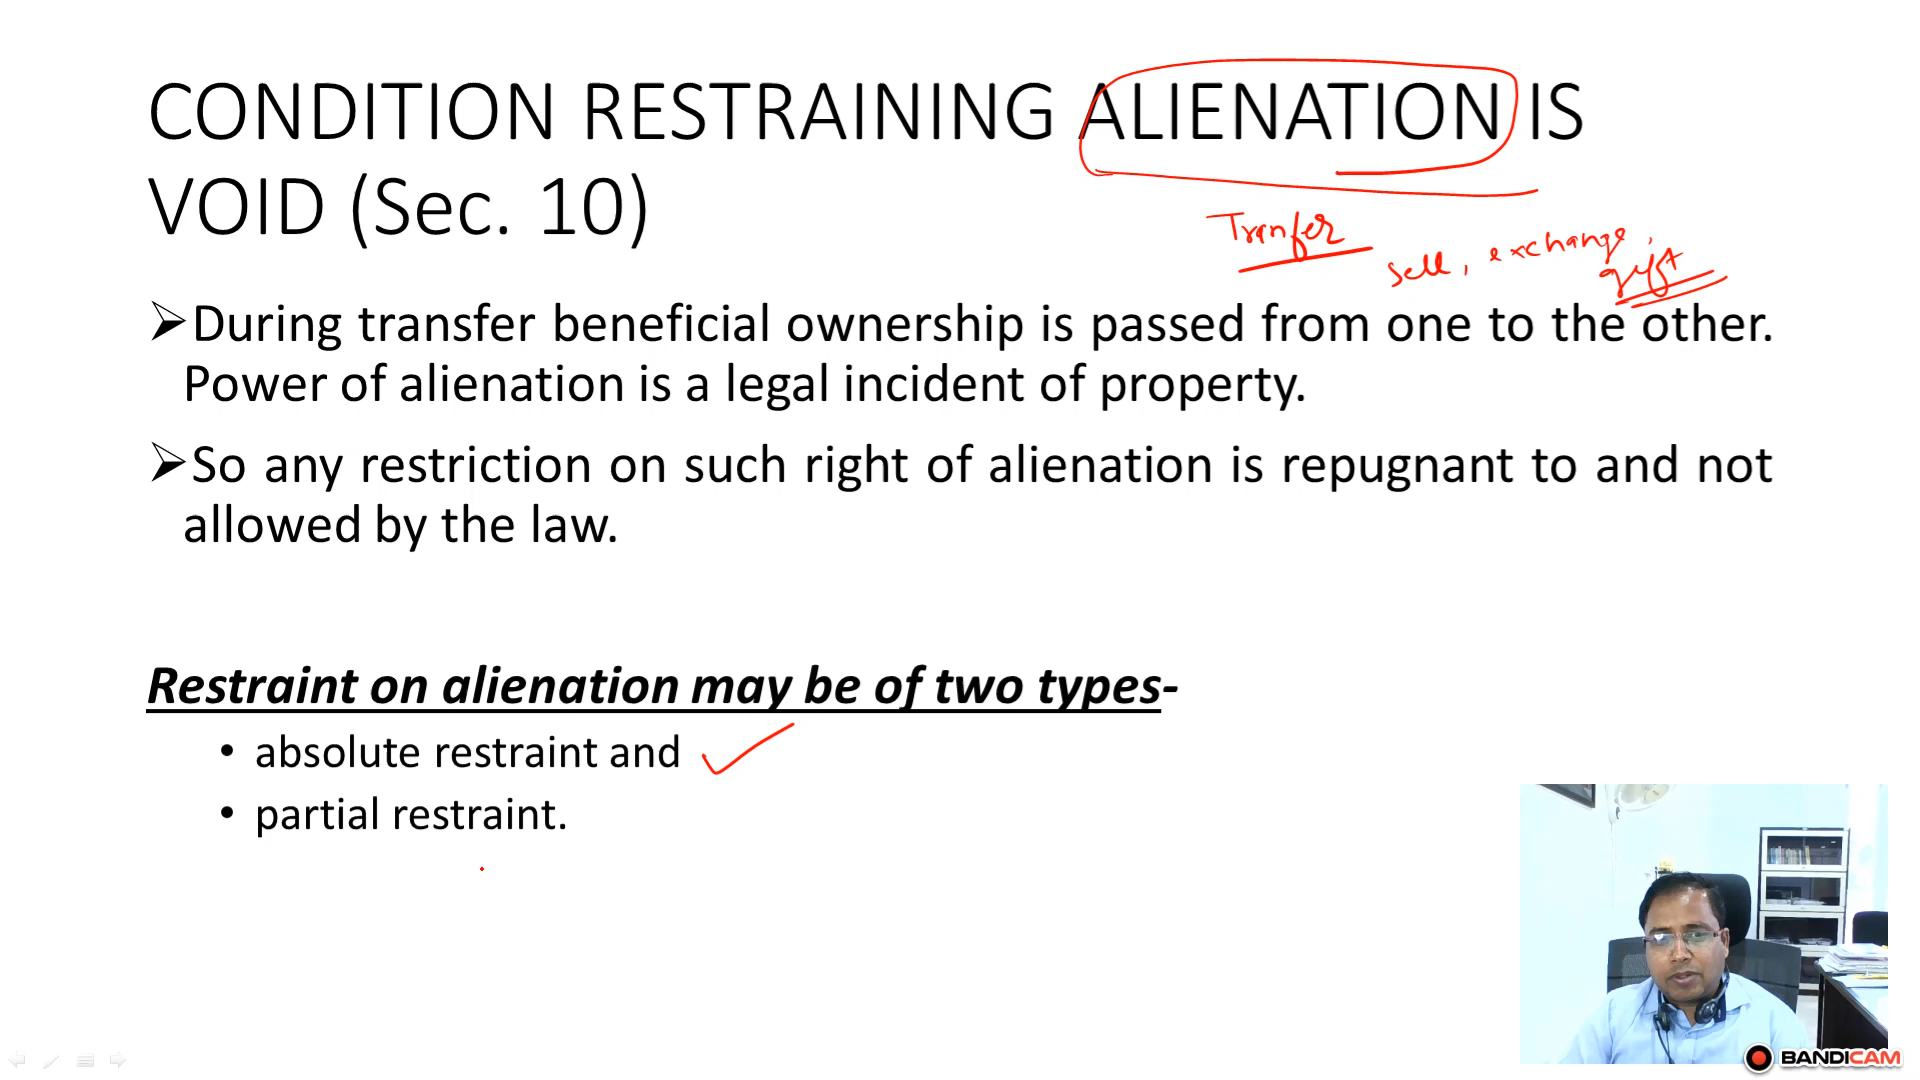 CONDITION RESTRAINING ALIENATION IS
VOID (Sec. 10)
Tranfer
sell, exchange,
gift
➢During transfer beneficial ownership is passed from one to the other.
Power of alienation is a legal incident of property.
➢So any restriction on such right of alienation is repugnant to and not
allowed by the law.
Restraint on alienation may be of two types-
• absolute restraint and
• partial restraint.
BANDICAM